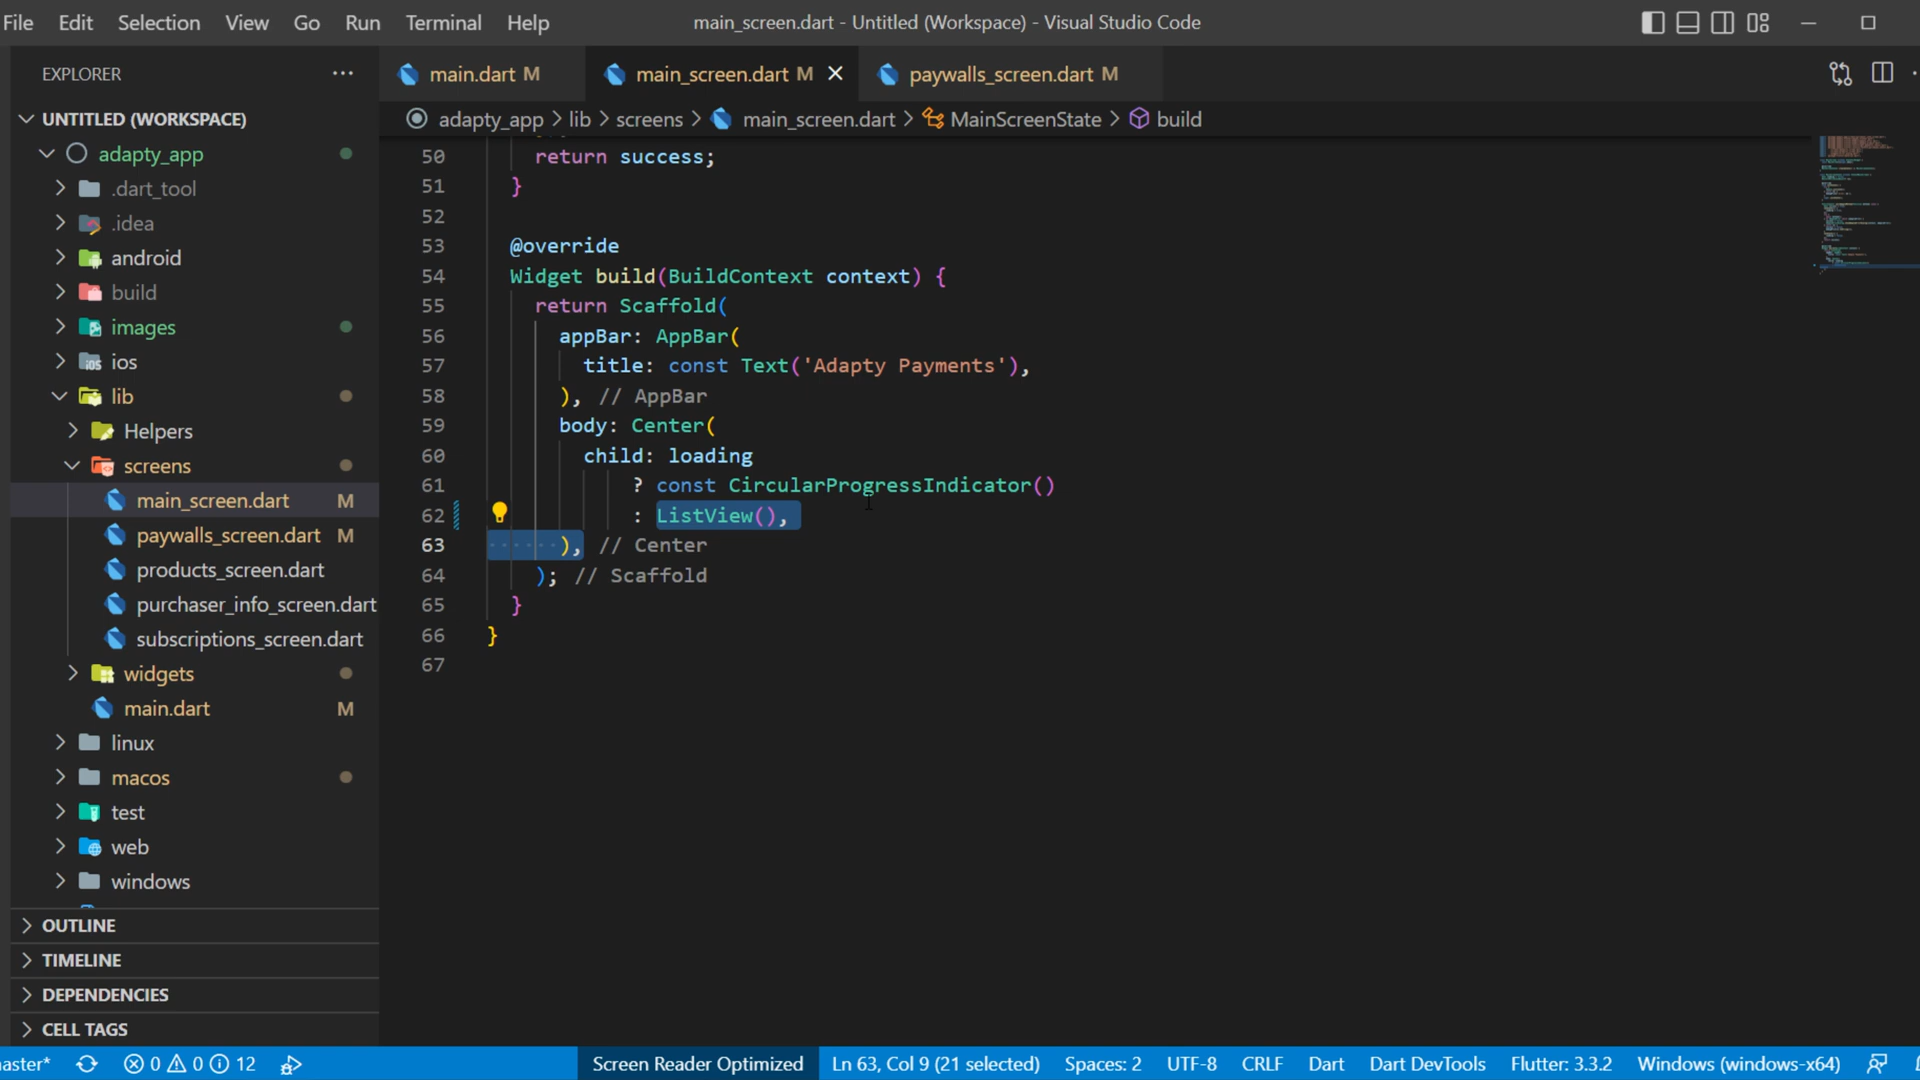 File Edit Selection View Go Run Terminal Help main_screen.dart - Untitled (Workspace) - Visual Studio Code
EXPLORER ···
main.dart M main_screen.dart M paywalls_screen.dart M
UNTITLED (WORKSPACE)
adapty_app > lib > screens > main_screen.dart > MainScreenState > build
adapty_app
.dart_tool
.idea
android
build
images
ios
lib
Helpers
screens
main_screen.dart M
paywalls_screen.dart M
products_screen.dart
purchaser_info_screen.dart
subscriptions_screen.dart
widgets
main.dart M
linux
macos
test
web
windows
OUTLINE
TIMELINE
DEPENDENCIES
CELL TAGS
50 return success;
51 }
52
53 @override
54 Widget build(BuildContext context) {
55 return Scaffold(
56 appBar: AppBar(
57 title: const Text('Adapty Payments'),
58 ), // AppBar
59 body: Center(
60 child: loading
61 ? const CircularProgressIndicator()
62 : ListView(),
63 ), // Center
64 ); // Scaffold
65 }
66 }
67
aster* 0 0 12 Screen Reader Optimized Ln 63, Col 9 (21 selected) Spaces: 2 UTF-8 CRLF Dart Dart DevTools Flutter: 3.3.2 Windows (windows-x64)